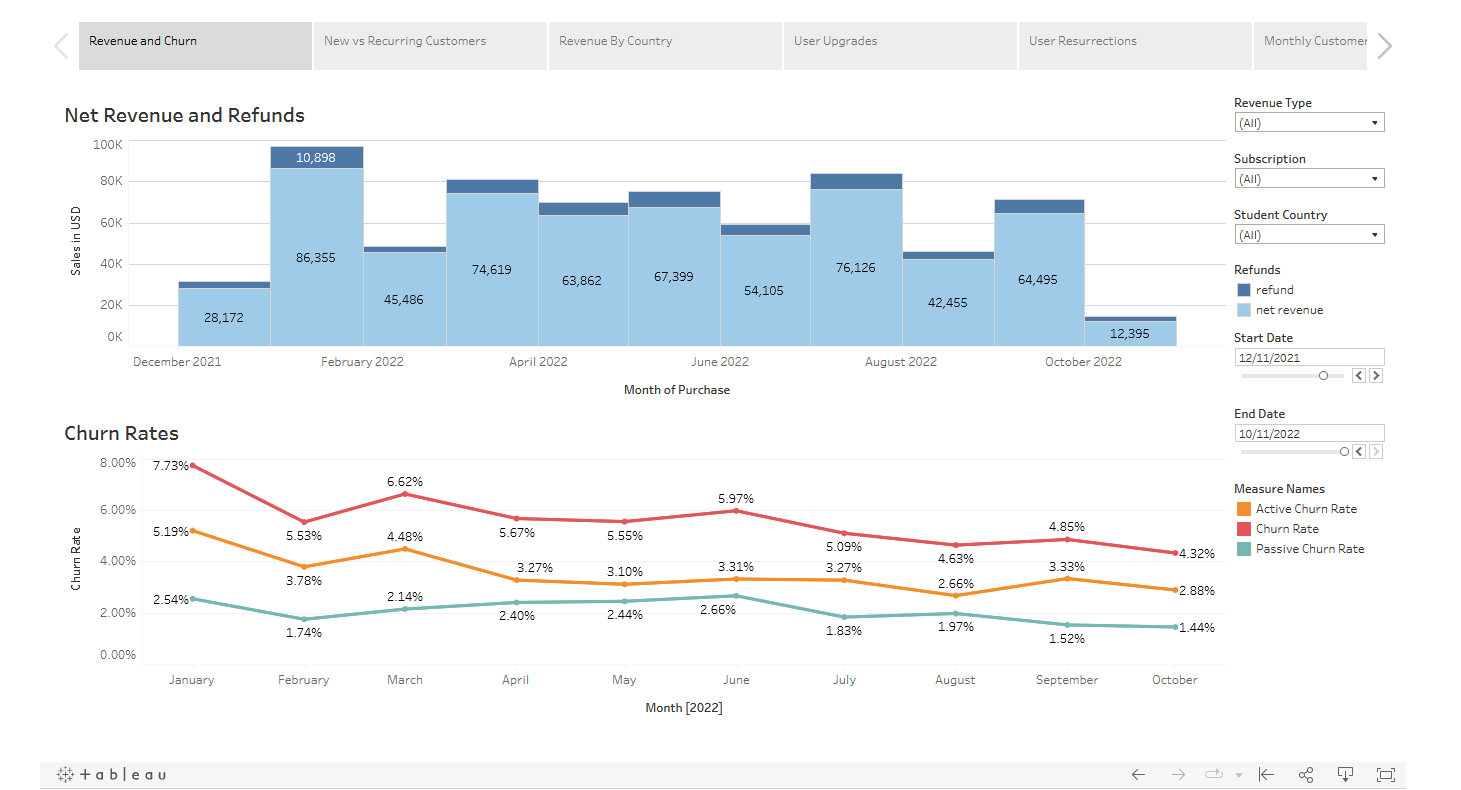 Revenue and Churn
New vs Recurring Customers
Revenue By Country
User Upgrades
User Resurrections
Monthly Customer
Net Revenue and Refunds
100K
80K
60K
40K
20K
0K
Sales in USD
28,172
10,898
86,355
45,486
74,619
63,862
67,399
54,105
76,126
42,455
64,495
12,395
December 2021
February 2022
April 2022
June 2022
August 2022
October 2022
Month of Purchase
Revenue Type
(All)
Subscription
(All)
Student Country
(All)
Refunds
refund
net revenue
Start Date
12/11/2021
End Date
10/11/2022
Churn Rates
8.00%
6.00%
4.00%
2.00%
0.00%
Churn Rate
7.73%
5.53%
6.62%
5.67%
5.55%
5.97%
5.09%
4.63%
4.85%
4.32%
5.19%
3.78%
4.48%
3.27%
3.10%
3.31%
3.27%
2.66%
3.33%
2.88%
2.54%
1.74%
2.14%
2.40%
2.44%
2.66%
1.83%
1.97%
1.52%
1.44%
January
February
March
April
May
June
July
August
September
October
Month [2022]
Measure Names
Active Churn Rate
Churn Rate
Passive Churn Rate
+ableau